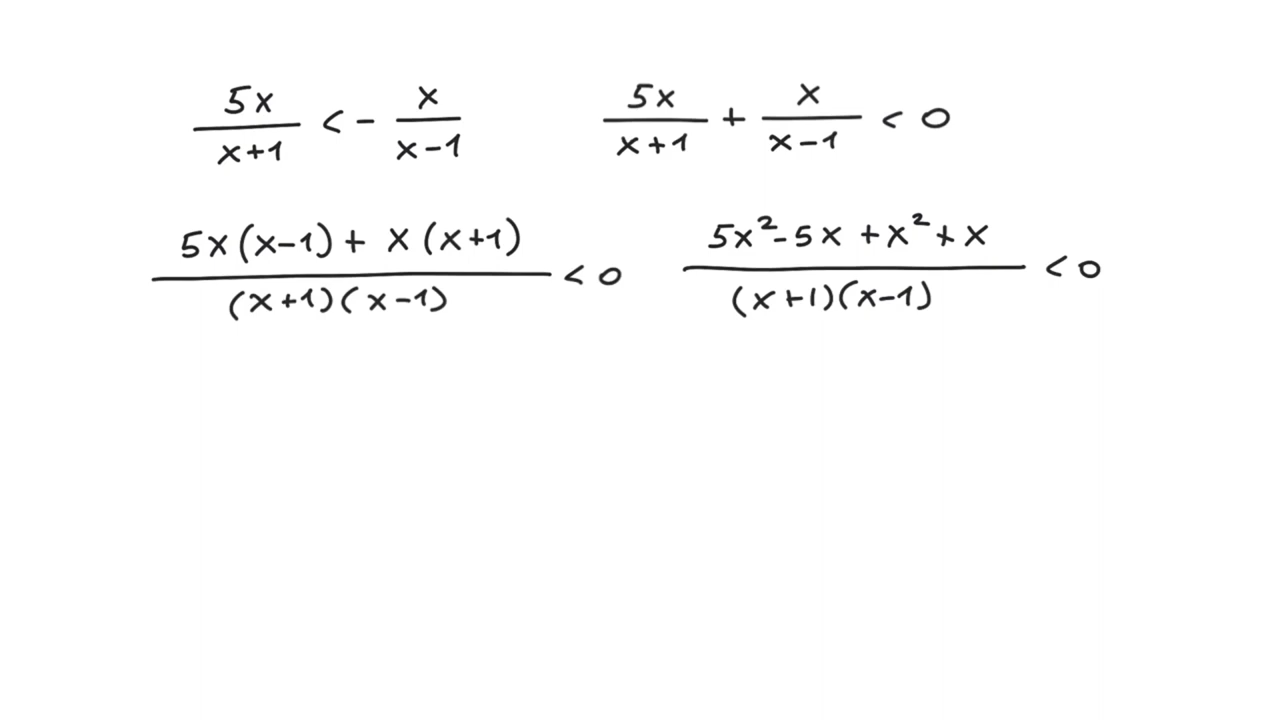 5x/(x+1) < - x/(x-1)    5x/(x+1) + x/(x-1) < 0
(5x(x-1) + x(x+1))/((x+1)(x-1)) < 0    (5x²-5x+x²+x)/((x+1)(x-1)) < 0